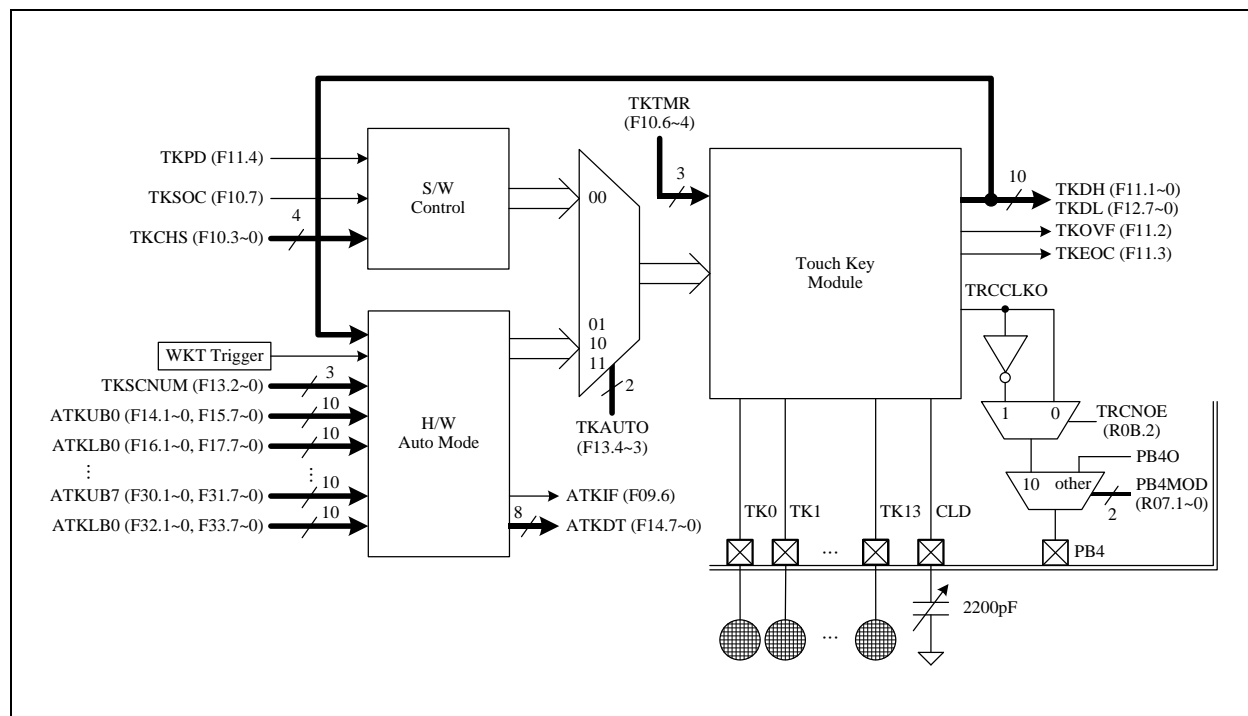 TKTMR
(F10.6~4)
TKPD (F11.4)
TKSOC (F10.7)
4
TKCHS (F10.3~0)
S/W
Control
00
3
10
TKDH (F11.1~0)
TKDL (F12.7~0)
TKOVF (F11.2)
TKEOC (F11.3)
Touch Key
Module
TRCCLKO
01
10
11
2
TKAUTO
(F13.4~3)
WKT Trigger
3
TKSCNUM (F13.2~0)
10
ATKUB0 (F14.1~0, F15.7~0)
10
ATKLB0 (F16.1~0, F17.7~0)
⋮
⋮
10
ATKUB7 (F30.1~0, F31.7~0)
10
ATKLB0 (F32.1~0, F33.7~0)
H/W
Auto Mode
ATKIF (F09.6)
8
ATKDT (F14.7~0)
1 0
TRCNOE
(R0B.2)
PB4O
10 other
PB4MOD
(R07.1~0)
2
TK0 TK1 TK13 CLD
...
PB4
2200pF
...